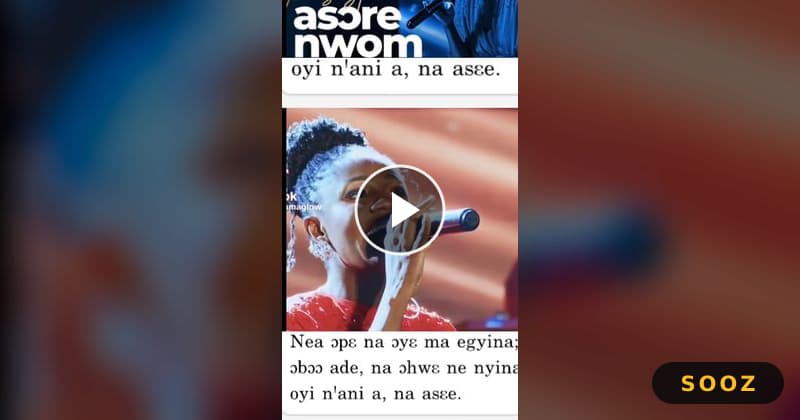 asɔre
nwom
oyi n'ani a, na asɛe.
Nea ɔpɛ na ɔyɛ ma egyina;
ɔbɔɔ ade, na ɔhwɛ ne nyina
oyi n'ani a, na asɛe.
SOOZ